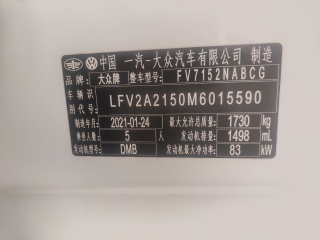 中国 一汽-大众汽车有限公司 制造
品牌 大众牌 整车型号 FV7152NABCG
车辆识别代号 LFV2A2150M6015590
制造年月 2021-01-24 最大允许总质量 1730 kg
乘坐人数 5 人 发动机排量 1498 mL
发动机型号 DMB 发动机最大净功率 83 kW